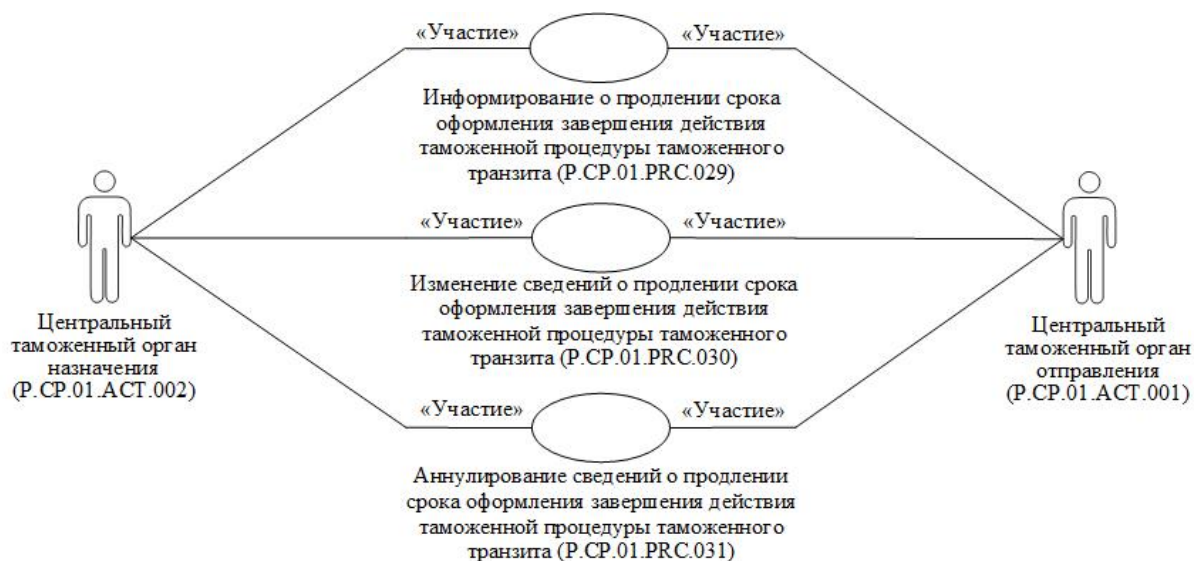 «Участие»
«Участие»
Информирование о продлении срока
оформления завершения действия
таможенной процедуры таможенного
транзита (P.CP.01.PRC.029)
«Участие»
«Участие»
Изменение сведений о продлении срока
оформления завершения действия
таможенной процедуры таможенного
транзита (P.CP.01.PRC.030)
Центральный
таможенный орган
назначения
(P.CP.01.ACT.002)
Центральный
таможенный орган
отправления
(P.CP.01.ACT.001)
«Участие»
«Участие»
Аннулирование сведений о продлении
срока оформления завершения действия
таможенной процедуры таможенного
транзита (P.CP.01.PRC.031)